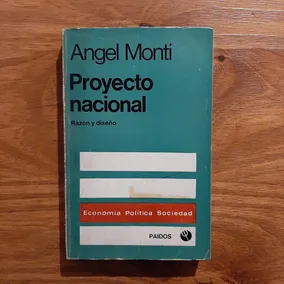 Angel Monti
Proyecto
nacional
Razón y diseño
Economía Política Sociedad
PAIDOS